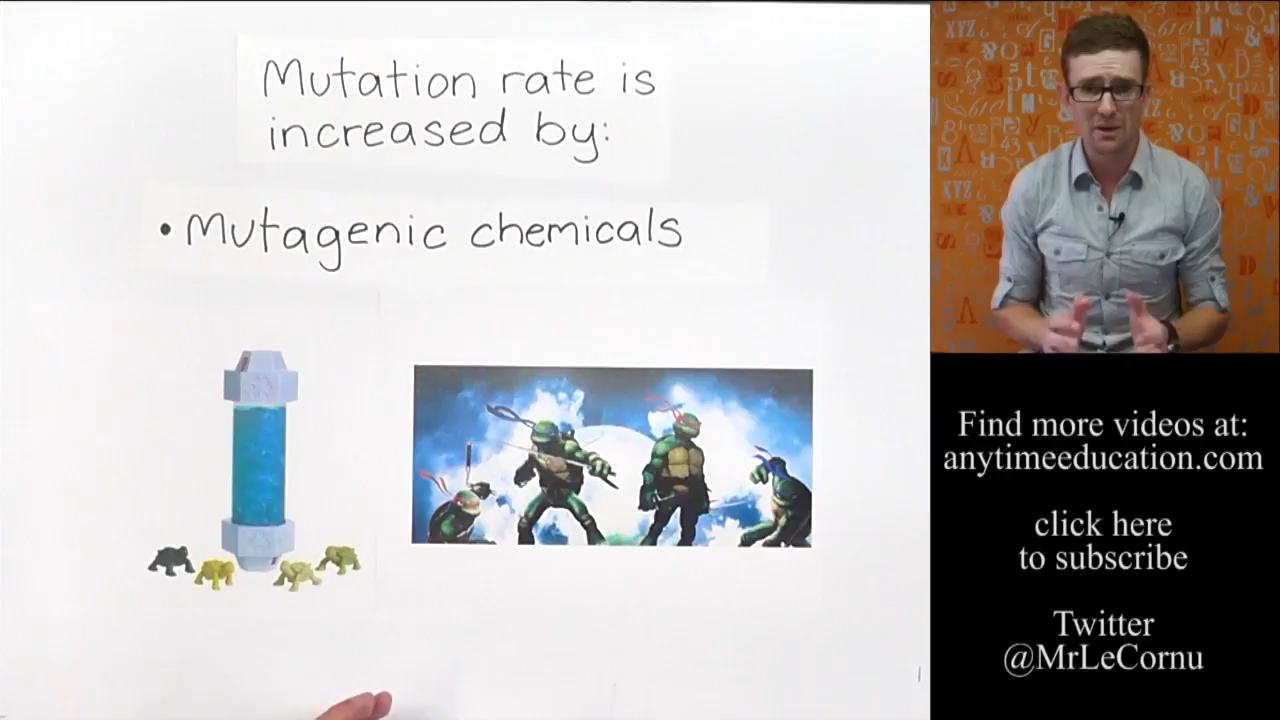 Mutation rate is
increased by:
• Mutagenic chemicals
Find more videos at:
anytimeeducation.com
click here
to subscribe
Twitter
@MrLeCornu